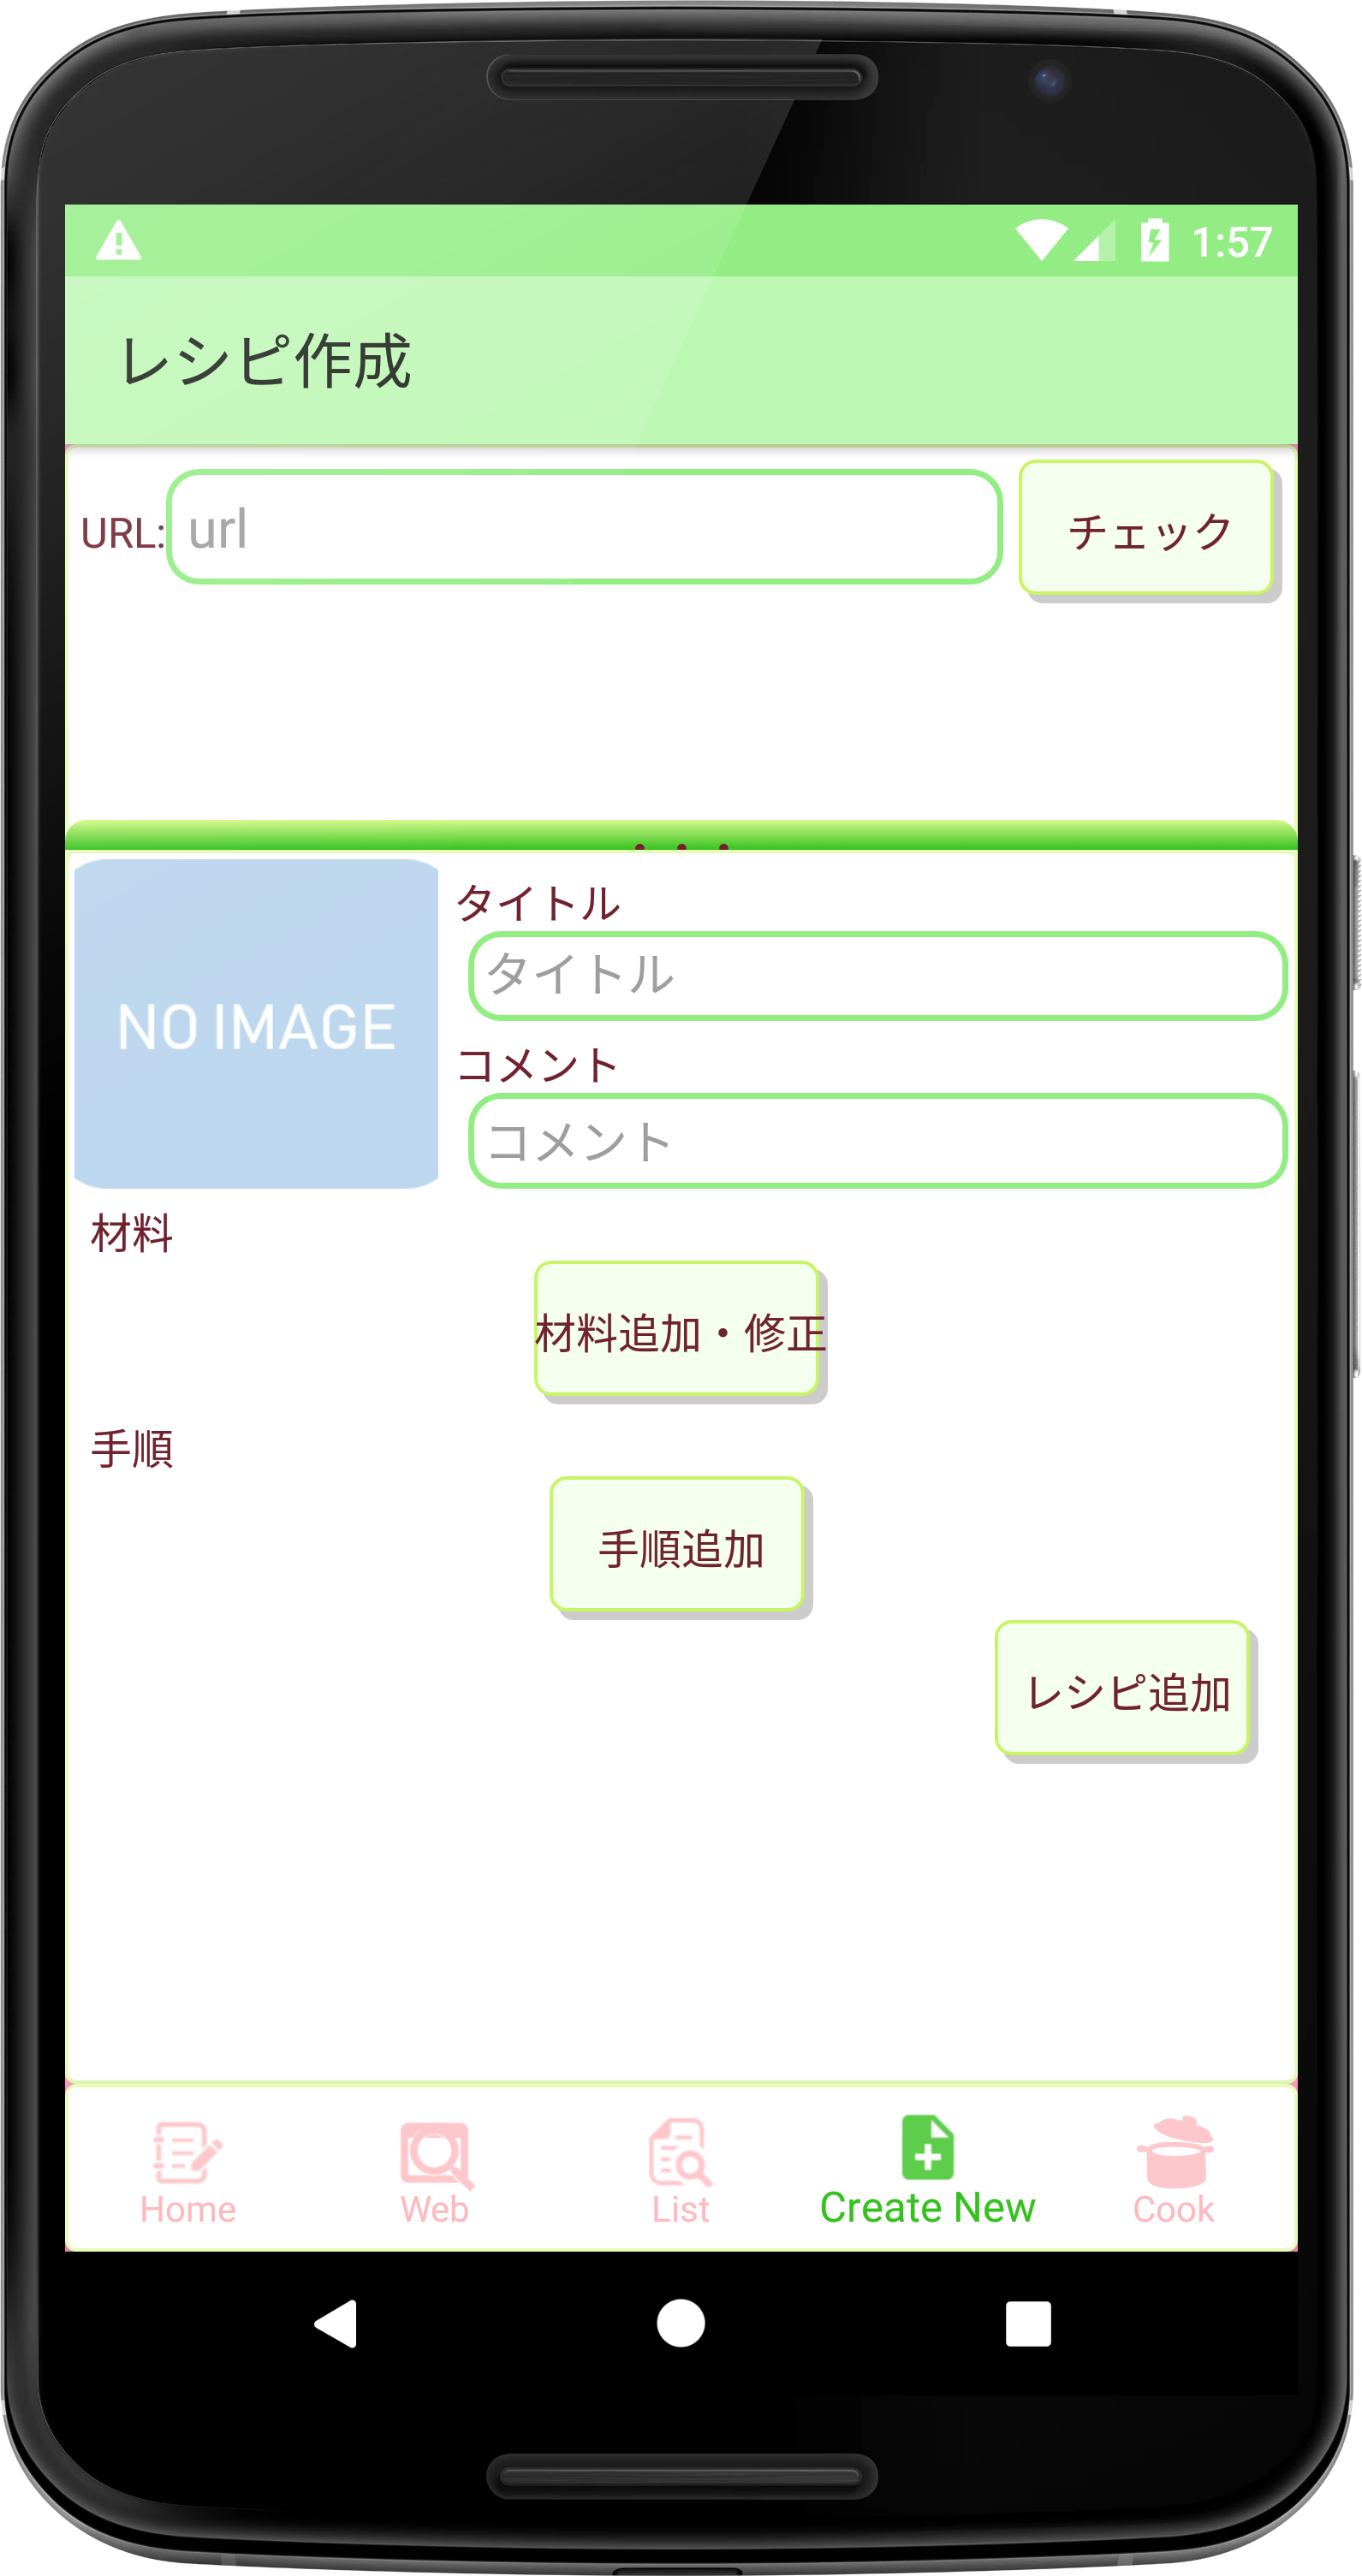 1:57
レシピ作成
URL:
url
チェック
タイトル
タイトル
NO IMAGE
コメント
コメント
材料
材料追加・修正
手順
手順追加
レシピ追加
Home
Web
List
Create New
Cook